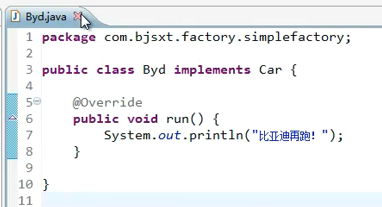 Byd.java
1 package com.bjsxt.factory.simplefactory;
2
3 public class Byd implements Car {
4
5 @Override
6 public void run() {
7 System.out.println("比亚迪再跑！");
8 }
9
10 }
11